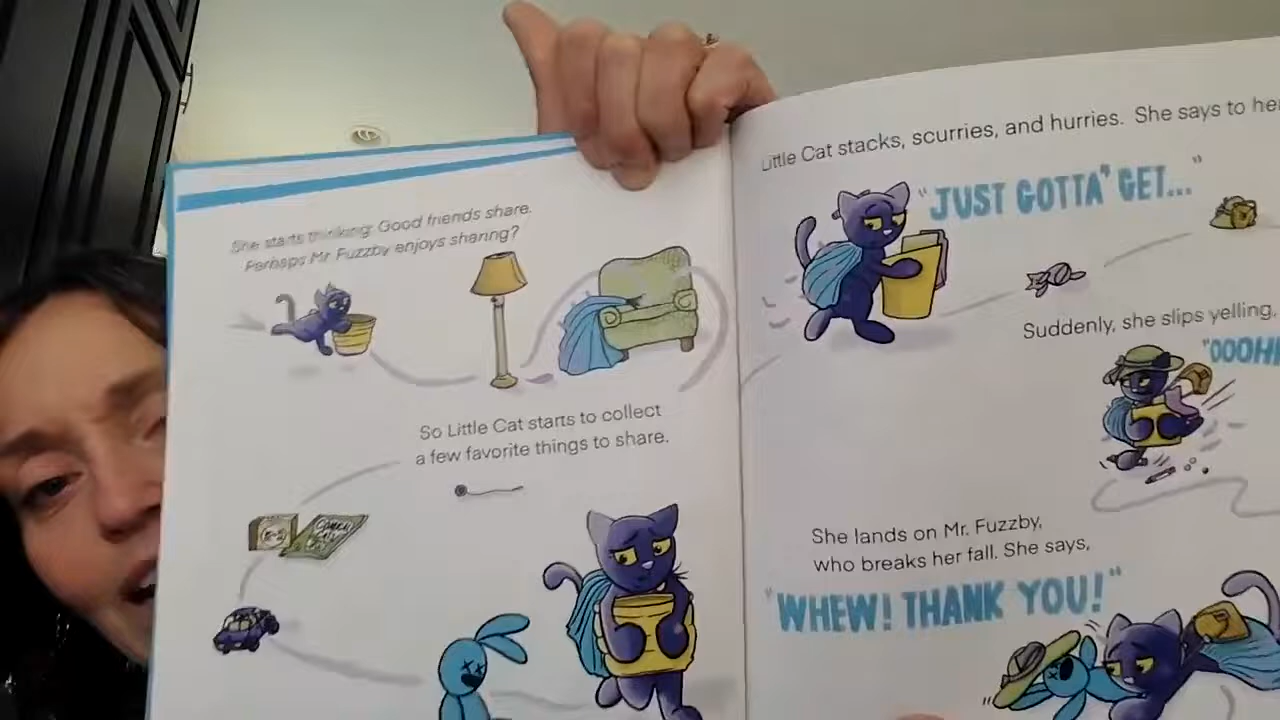 She starts thinking: Good friends share.
Perhaps Mr. Fuzzby enjoys sharing?
So Little Cat starts to collect
a few favorite things to share.
Little Cat stacks, scurries, and hurries. She says to
"JUST GOTTA" GET..."
Suddenly, she slips yelling,
"OOOH
She lands on Mr. Fuzzby,
who breaks her fall. She says,
"WHEW! THANK YOU!"